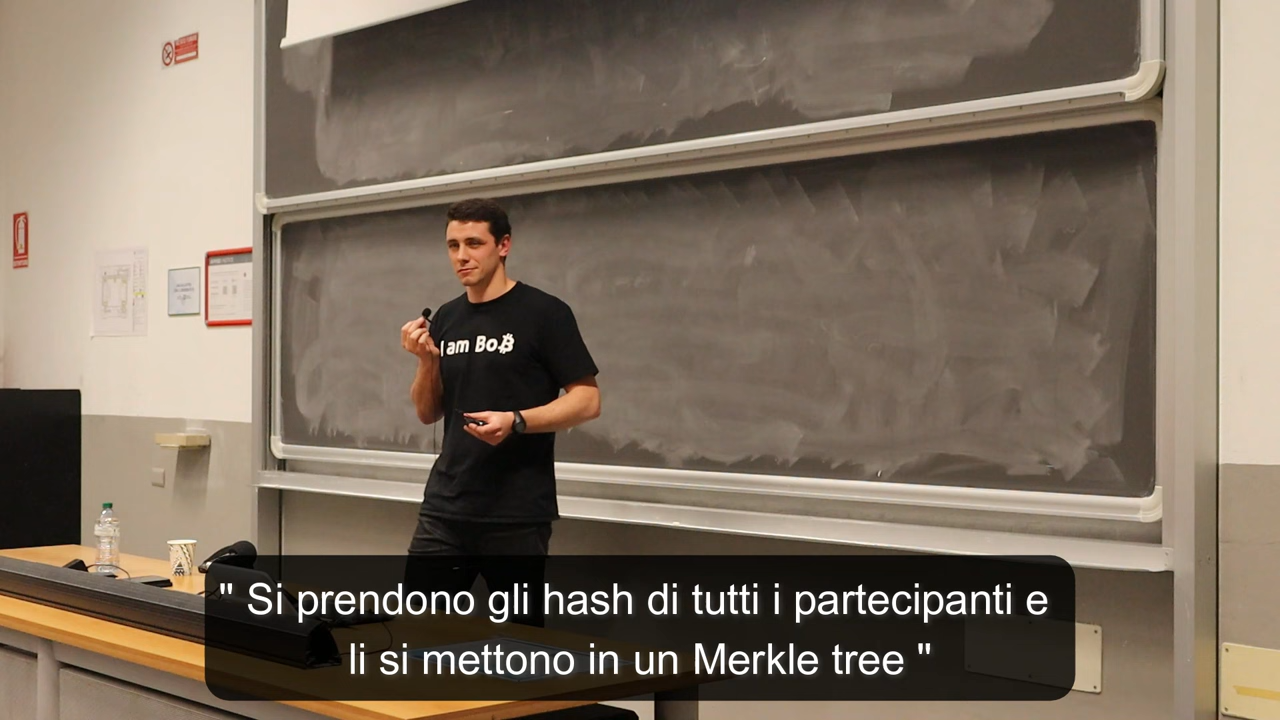 I am Bo₿
" Si prendono gli hash di tutti i partecipanti e
li si mettono in un Merkle tree "